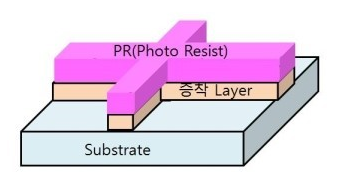 PR(Photo Resist)
증착 Layer
Substrate